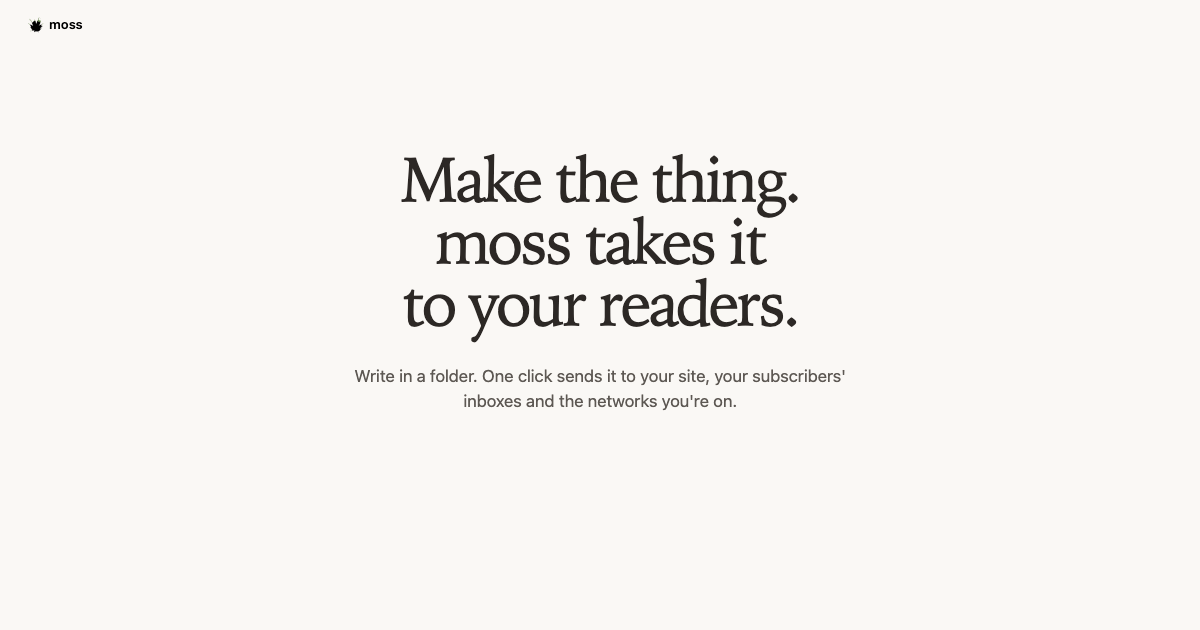 moss
Make the thing.
moss takes it
to your readers.
Write in a folder. One click sends it to your site, your subscribers'
inboxes and the networks you're on.